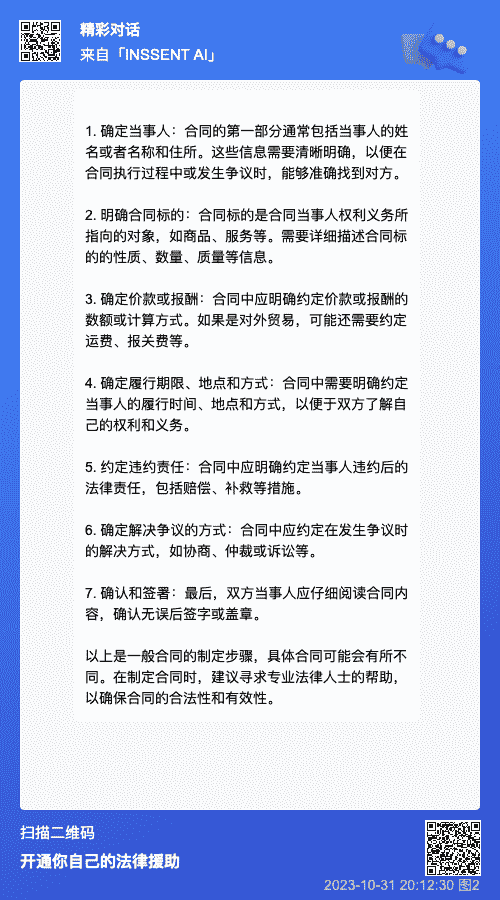 精彩对话
来自「INSSENT AI」
1. 确定当事人：合同的第一部分通常包括当事人的姓
名或者名称和住所。这些信息需要清晰明确，以便在
合同执行过程中或发生争议时，能够准确找到对方。
2. 明确合同标的：合同标的是合同当事人权利义务所
指向的对象，如商品、服务等。需要详细描述合同标
的的性质、数量、质量等信息。
3. 确定价款或报酬：合同中应明确约定价款或报酬的
数额或计算方式。如果是对外贸易，可能还需要约定
运费、报关费等。
4. 确定履行期限、地点和方式：合同中需要明确约定
当事人的履行时间、地点和方式，以便于双方了解自
己的权利和义务。
5. 约定违约责任：合同中应明确约定当事人违约后的
法律责任，包括赔偿、补救等措施。
6. 确定解决争议的方式：合同中应约定在发生争议时
的解决方式，如协商、仲裁或诉讼等。
7. 确认和签署：最后，双方当事人应仔细阅读合同内
容，确认无误后签字或盖章。
以上是一般合同的制定步骤，具体合同可能会有所不
同。在制定合同时，建议寻求专业法律人士的帮助，
以确保合同的合法性和有效性。
扫描二维码
开通你自己的法律援助
2023-10-31 20:12:30 图2